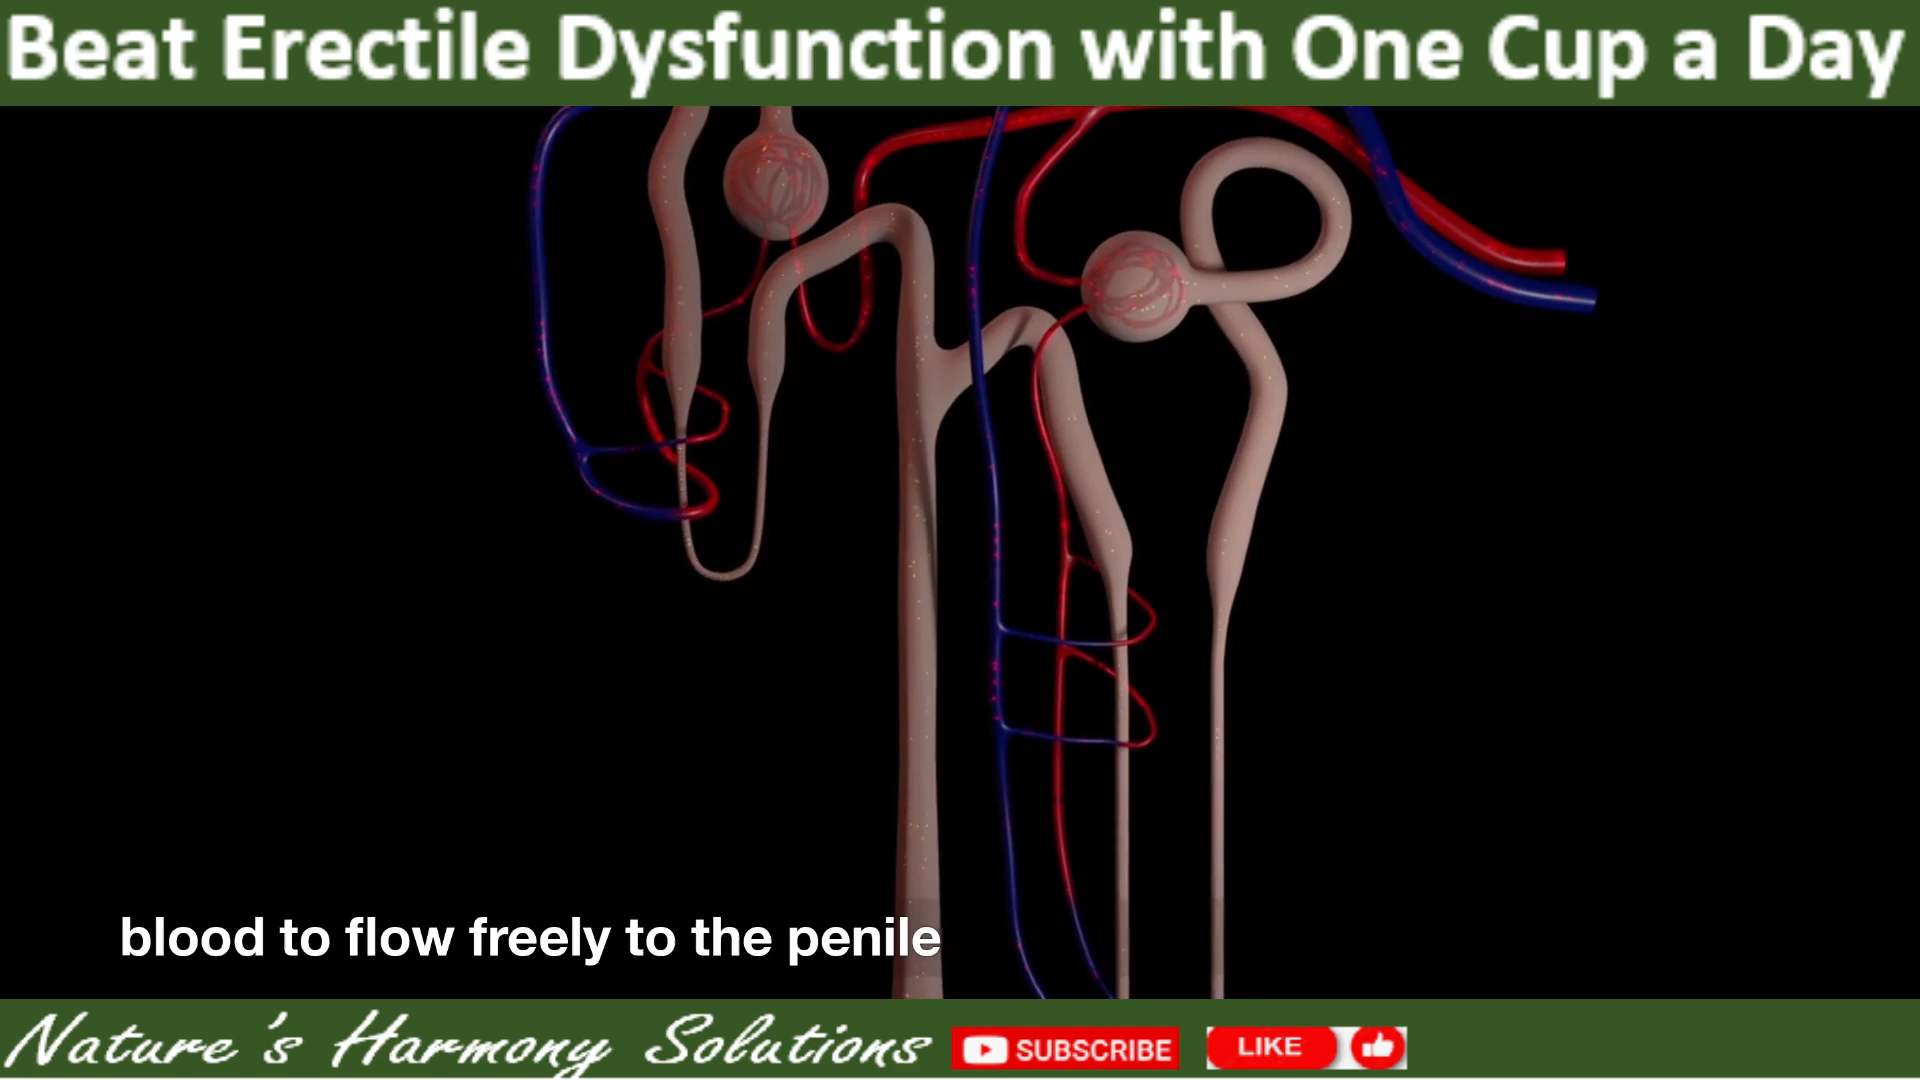 Beat Erectile Dysfunction with One Cup a Day
blood to flow freely to the penile
Nature's Harmony Solutions SUBSCRIBE LIKE